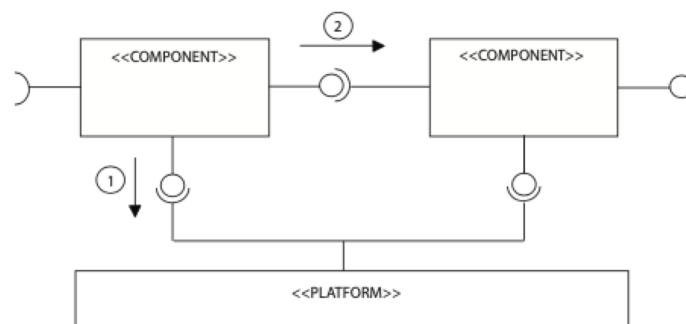 2
<<COMPONENT>>
<<COMPONENT>>
1
<<PLATFORM>>